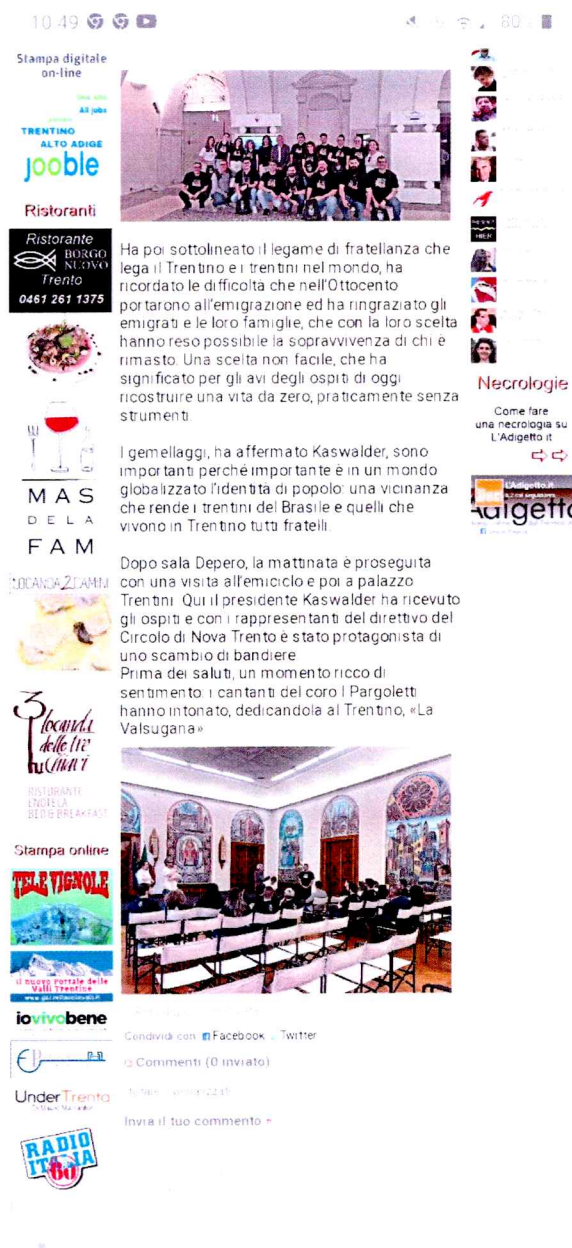 10:49
80
Stampa digitale
on-line
All jobs
TRENTINO
ALTO ADIGE
jooble
Ristoranti
Ristorante
BORGO
NUOVO
Trento
0461 261 1375
MAS
DELA
FAM
LOCANDA 2 CAMINI
3
locanda
delle tre
chiavi
RISTORANTE
ENOTECA
BED & BREAKFAST
Stampa online
TELE VIGNOLE
il nuovo Portale delle
Valli Trentine
iovivobene
UnderTrento
RADIO
ITALIA
60
Ha poi sottolineato il legame di fratellanza che
lega il Trentino e i trentini nel mondo, ha
ricordato le difficoltà che nell'Ottocento
portarono all'emigrazione ed ha ringraziato gli
emigrati e le loro famiglie, che con la loro scelta
hanno reso possibile la sopravvivenza di chi è
rimasto. Una scelta non facile, che ha
significato per gli avi degli ospiti di oggi
ricostruire una vita da zero, praticamente senza
strumenti.
I gemellaggi, ha affermato Kaswalder, sono
importanti perché importante è in un mondo
globalizzato l'identità di popolo: una vicinanza
che rende i trentini del Brasile e quelli che
vivono in Trentino tutti fratelli.
Dopo sala Depero, la mattinata è proseguita
con una visita all'emiciclo e poi a palazzo
Trentini. Qui il presidente Kaswalder ha ricevuto
gli ospiti e con i rappresentanti del direttivo del
Circolo di Nova Trento è stato protagonista di
uno scambio di bandiere.
Prima dei saluti, un momento ricco di
sentimento: i cantanti del coro I Pargoletti
hanno intonato, dedicandola al Trentino, «La
Valsugana».
Condividi con: Facebook Twitter
Commenti (0 inviato)
Invia il tuo commento »
HIER
Necrologie
Come fare
una necrologia su
L'Adigetto.it
L'Adigetto.it
Adigetto